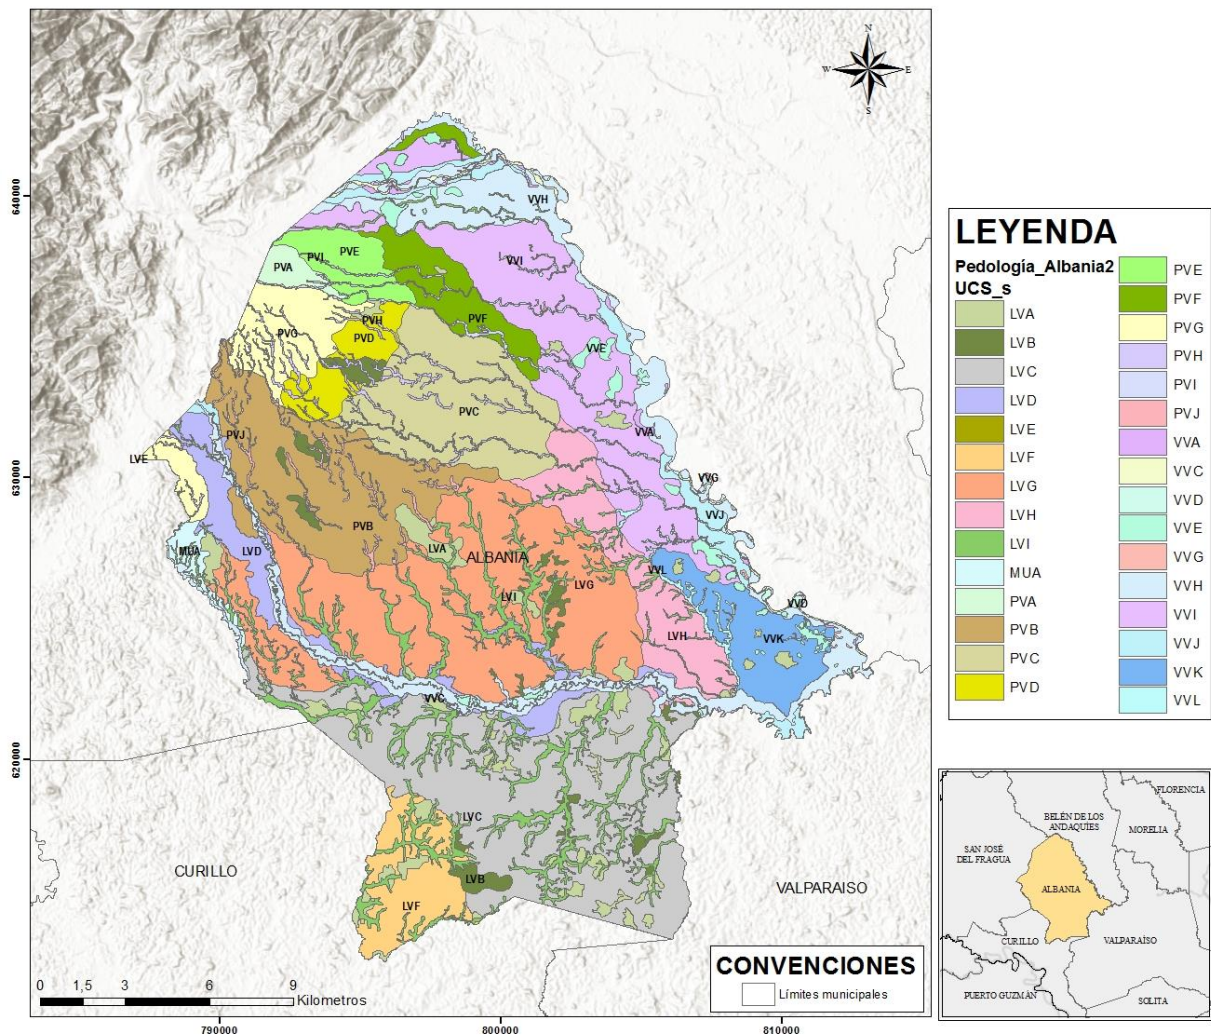 N
W
E
S
640000
630000
620000
VVH
VVI
PVE
PVI
PVA
PVF
PVH
PVG
PVD
VVE
PVC
VVA
PVJ
LVE
VVG
VVJ
PVB
MUA
LVD
LVA
ALBANIA
LVG
VVL
LVI
VVD
LVH
VVK
VVC
LVC
CURILLO
LVB
VALPARAISO
LVF
0 1,5 3 6 9
Kilometros
CONVENCIONES
Límites municipales
790000
800000
810000
LEYENDA
Pedología_Albania2
UCS_s
LVA
LVB
LVC
LVD
LVE
LVF
LVG
LVH
LVI
MUA
PVA
PVB
PVC
PVD
PVE
PVF
PVG
PVH
PVI
PVJ
VVA
VVC
VVD
VVE
VVG
VVH
VVI
VVJ
VVK
VVL
FLORENCIA
BELÉN DE LOS
ANDAQUÍES
MORELIA
SAN JOSÉ
DEL FRAGUA
ALBANIA
CURILLO
VALPARAÍSO
PUERTO GUZMÁN
SOLITA